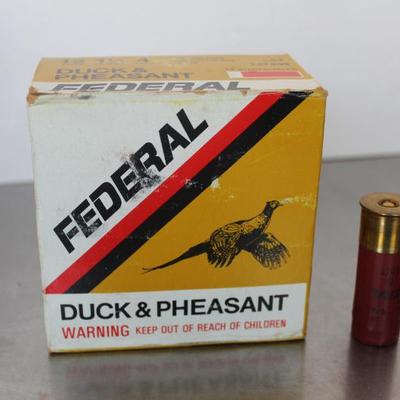 DUCK &
PHEASANT
FEDERAL
FEDERAL
DUCK & PHEASANT
WARNING KEEP OUT OF REACH OF CHILDREN